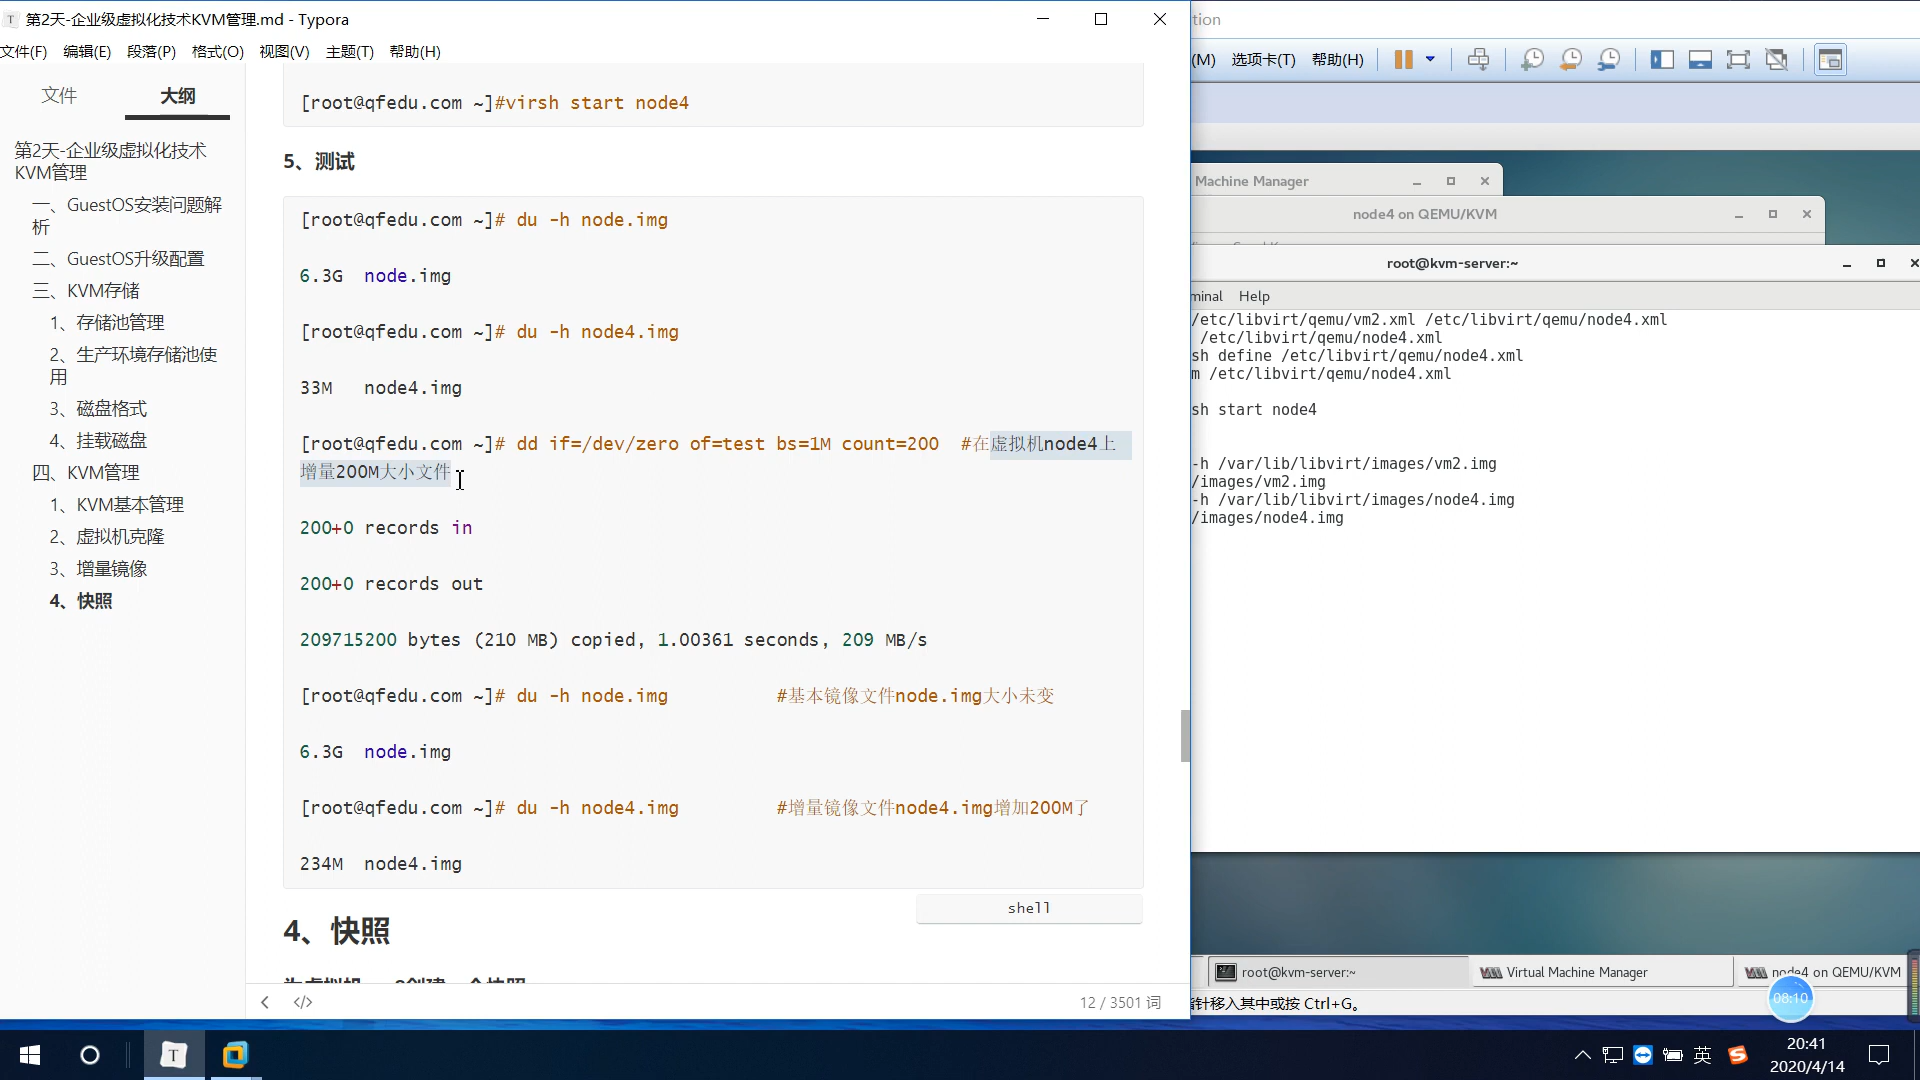 第2天-企业级虚拟化技术KVM管理.md - Typora
文件(F) 编辑(E) 段落(P) 格式(O) 视图(V) 主题(T) 帮助(H)
文件 大纲
第2天-企业级虚拟化技术
KVM管理
一、GuestOS安装问题解
析
二、GuestOS升级配置
三、KVM存储
1、存储池管理
2、生产环境存储池使
用
3、磁盘格式
4、挂载磁盘
四、KVM管理
1、KVM基本管理
2、虚拟机克隆
3、增量镜像
4、快照
[root@qfedu.com ~]#virsh start node4
5、测试
[root@qfedu.com ~]# du -h node.img
6.3G node.img
[root@qfedu.com ~]# du -h node4.img
33M node4.img
[root@qfedu.com ~]# dd if=/dev/zero of=test bs=1M count=200 #在虚拟机node4上
增量200M大小文件
200+0 records in
200+0 records out
209715200 bytes (210 MB) copied, 1.00361 seconds, 209 MB/s
[root@qfedu.com ~]# du -h node.img #基本镜像文件node.img大小未变
6.3G node.img
[root@qfedu.com ~]# du -h node4.img #增量镜像文件node4.img增加200M了
234M node4.img
shell
4、快照
12 / 3501 词
tion
(M) 选项卡(T) 帮助(H)
Machine Manager
node4 on QEMU/KVM
root@kvm-server:~
minal Help
/etc/libvirt/qemu/vm2.xml /etc/libvirt/qemu/node4.xml
/etc/libvirt/qemu/node4.xml
sh define /etc/libvirt/qemu/node4.xml
m /etc/libvirt/qemu/node4.xml
sh start node4
-h /var/lib/libvirt/images/vm2.img
/images/vm2.img
-h /var/lib/libvirt/images/node4.img
/images/node4.img
root@kvm-server:~ Virtual Machine Manager node4 on QEMU/KVM
针移入其中或按 Ctrl+G。
08:10
英
20:41
2020/4/14